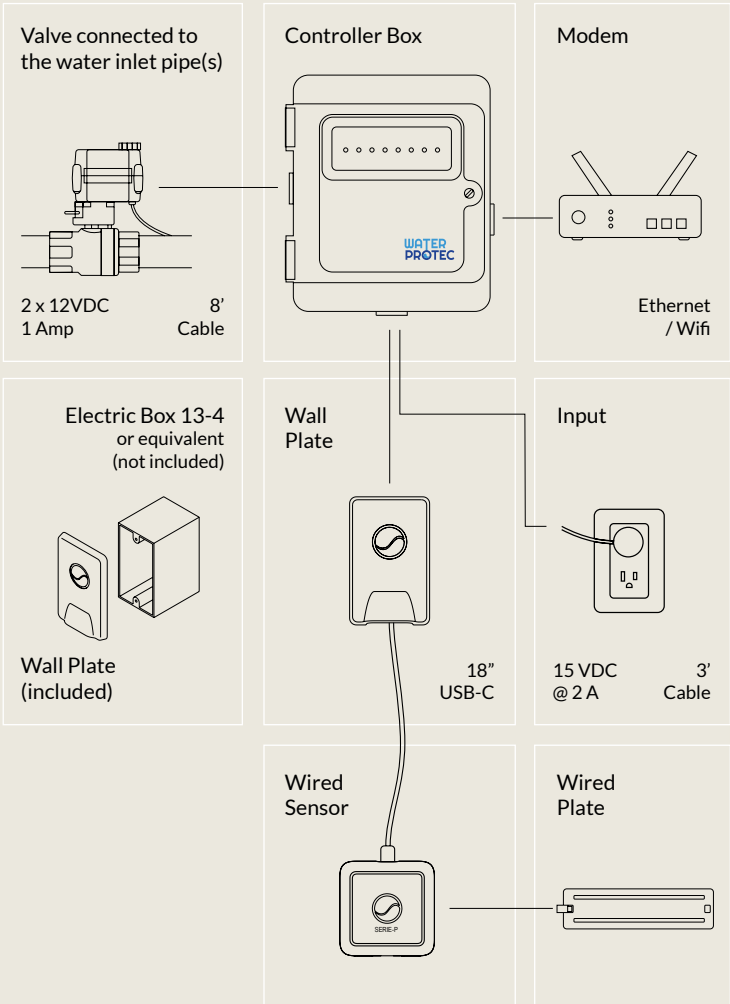 Valve connected to
the water inlet pipe(s)
2 x 12VDC
1 Amp
8’
Cable
Controller Box
WATER
PROTEC
Modem
Ethernet
/ Wifi
Electric Box 13-4
or equivalent
(not included)
Wall Plate
(included)
Wall
Plate
18”
USB-C
Input
15 VDC
@ 2 A
3’
Cable
Wired
Sensor
SERIE-P
Wired
Plate